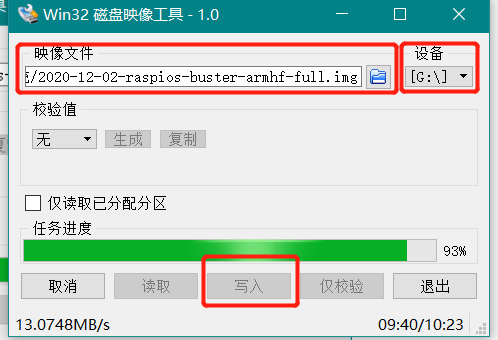 Win32 磁盘映像工具 - 1.0
映像文件
设备
/2020-12-02-raspios-buster-armhf-full.img
[G:\]
校验值
无
生成
复制
仅读取已分配分区
任务进度
93%
取消
读取
写入
仅校验
退出
13.0748MB/s
09:40/10:23